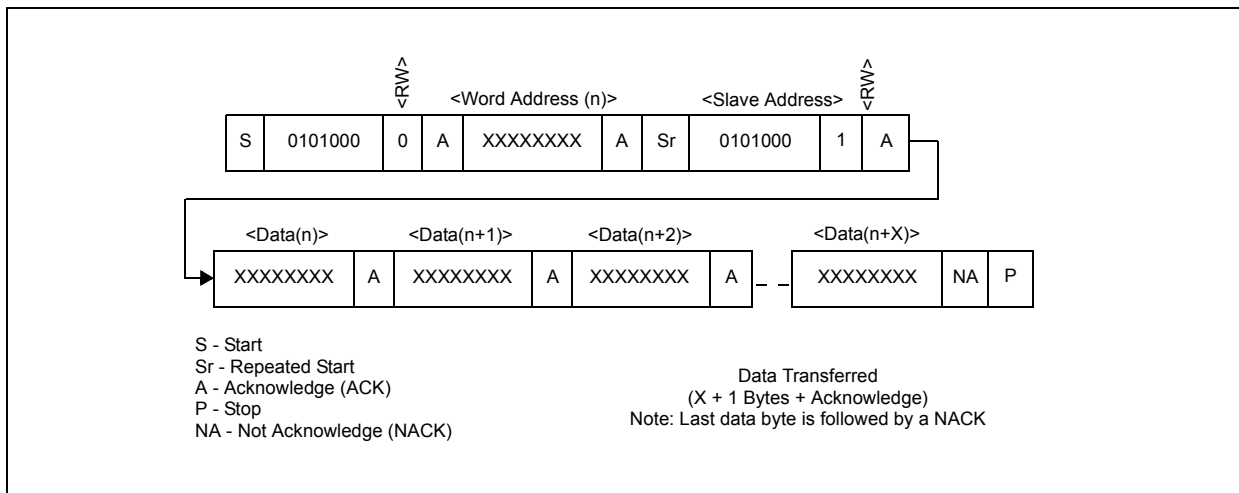 <RW> <Word Address (n)> <Slave Address> <RW>
S 0101000 0 A XXXXXXXX A Sr 0101000 1 A
<Data(n)> <Data(n+1)> <Data(n+2)> <Data(n+X)>
XXXXXXXX A XXXXXXXX A XXXXXXXX A XXXXXXXX NA P
S - Start
Sr - Repeated Start
A - Acknowledge (ACK)
P - Stop
NA - Not Acknowledge (NACK)
Data Transferred
(X + 1 Bytes + Acknowledge)
Note: Last data byte is followed by a NACK